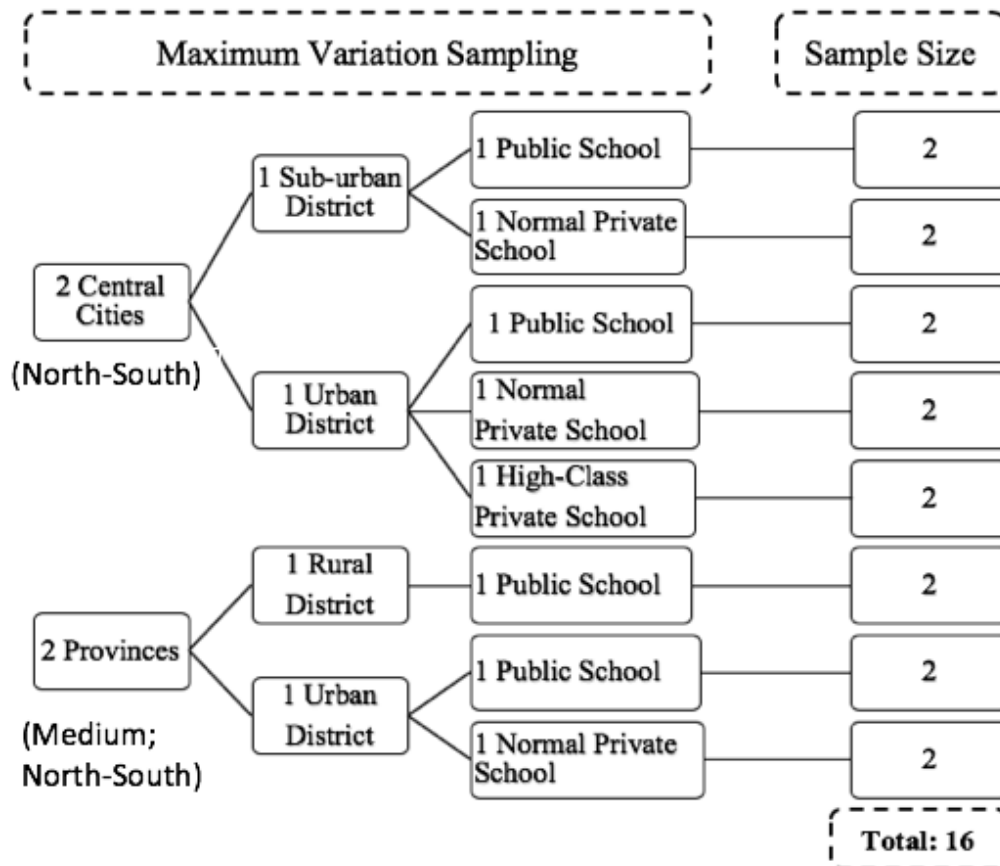 Maximum Variation Sampling
Sample Size
1 Public School
2
1 Sub-urban
District
1 Normal Private
School
2
2 Central
Cities
(North-South)
1 Public School
2
1 Urban
District
1 Normal
Private School
2
1 High-Class
Private School
2
1 Rural
District
1 Public School
2
2 Provinces
(Medium;
North-South)
1 Urban
District
1 Public School
2
1 Normal Private
School
2
Total: 16